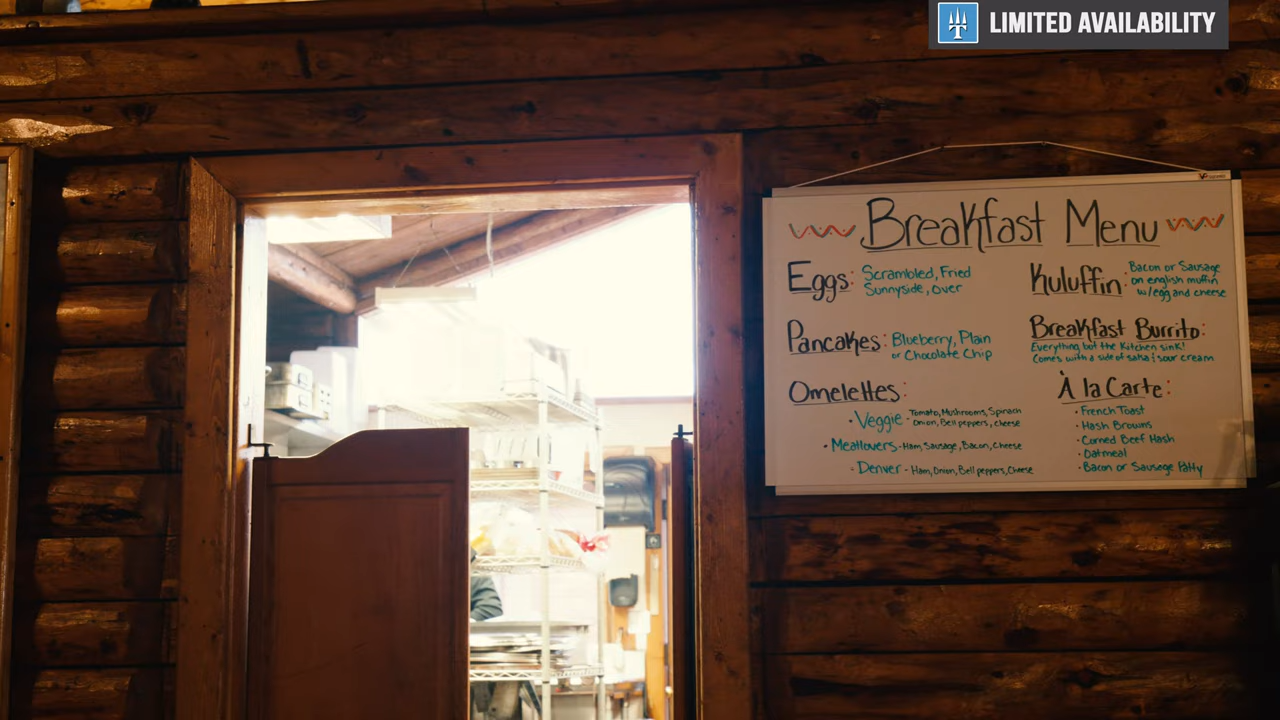 LIMITED AVAILABILITY
Breakfast Menu
Eggs: Scrambled, Fried
Sunnyside, Over
Pancakes: Blueberry, Plain
or Chocolate Chip
Omelettes:
• Veggie - Tomato, Mushrooms, Spinach
Onion, Bell peppers, cheese
• Meatlovers - Ham, Sausage, Bacon, Cheese
• Denver - Ham, Onion, Bell peppers, Cheese
Kuluffin: Bacon or Sausage
on english muffin
w/egg and cheese
Breakfast Burrito:
Everything but the Kitchen sink!
Comes with a side of salsa & sour cream
À la Carte:
• French Toast
• Hash Browns
• Corned Beef Hash
• Oatmeal
• Bacon or Sausage Patty